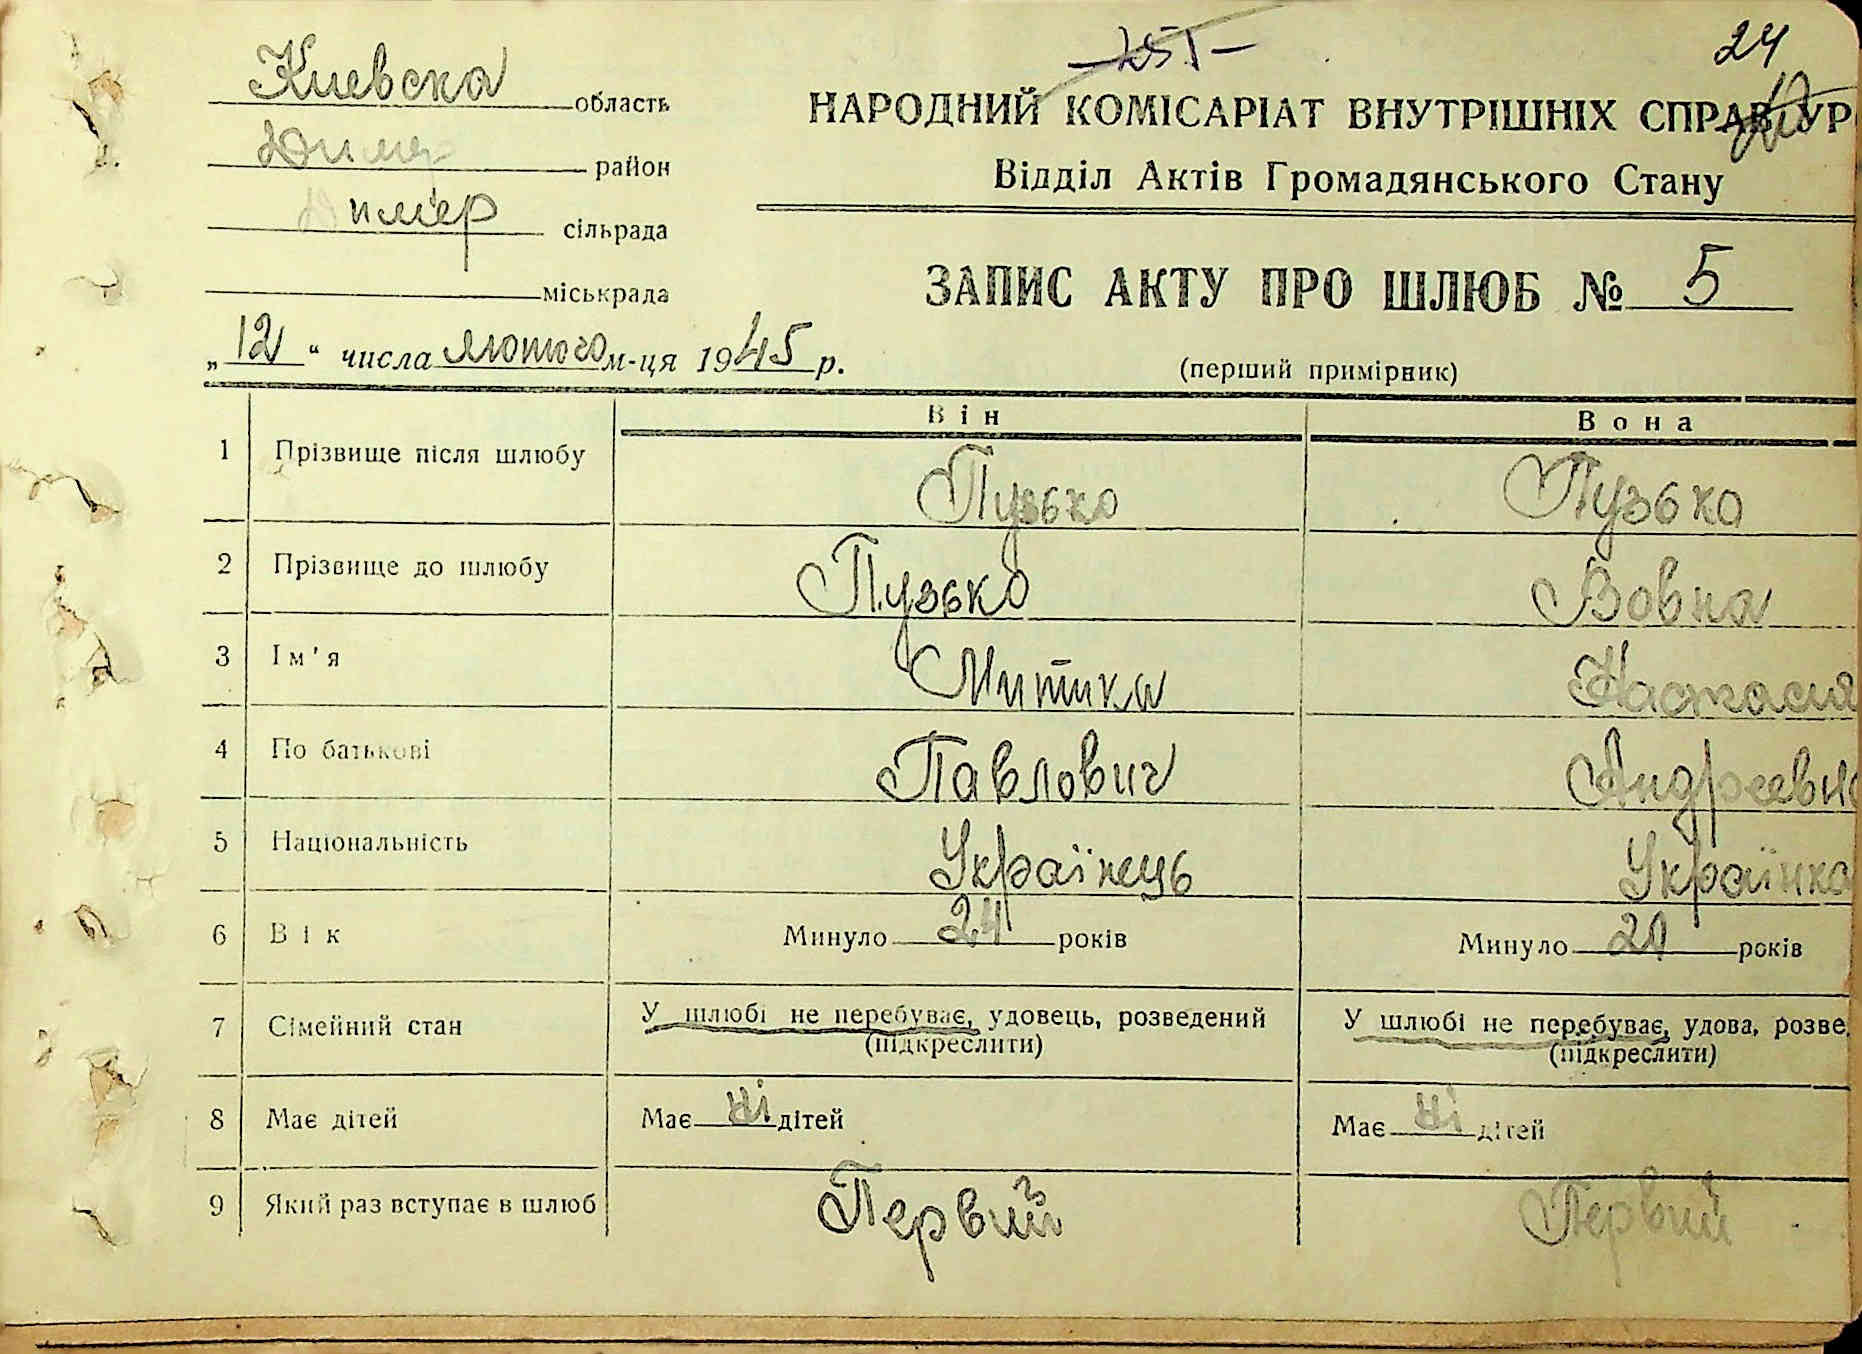 -251-
24
Киевска область
НАРОДНИЙ КОМІСАРІАТ ВНУТРІШНІХ СПРАВ УР
Димер район
Відділ Актів Громадянського Стану
Димер сільрада
міськрада
ЗАПИС АКТУ ПРО ШЛЮБ № 5
„12“ числа лютого м-ця 1945 р.
(перший примірник)
Він Вона
1 Прізвище після шлюбу Пузько Пузько
2 Прізвище до шлюбу Пузько Вовна
3 Ім'я Митика Настасия
4 По батькові Павлович Андреевна
5 Національність Українець Українка
6 Вік Минуло 24 років Минуло 20 років
7 Сімейний стан У шлюбі не перебуває, удовець, розведений У шлюбі не перебуває, удова, розве
(підкреслити) (підкреслити)
8 Має дітей Має ні дітей Має ні дітей
9 Який раз вступає в шлюб Первий Первий